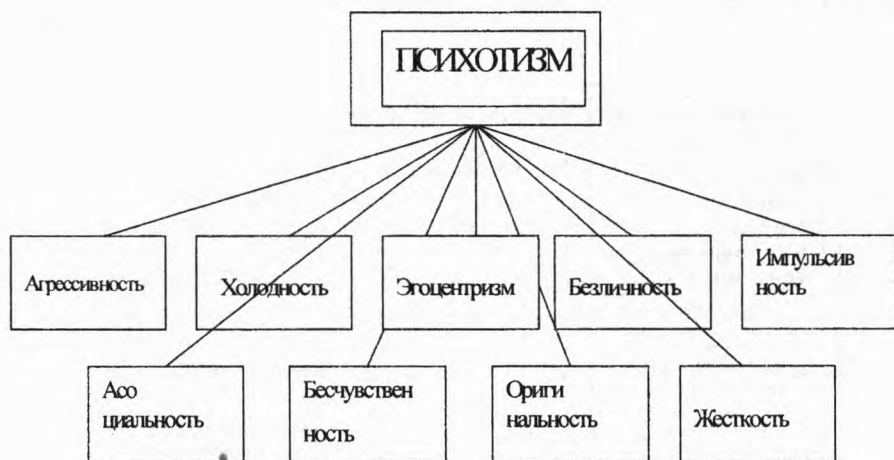 ПСИХОТИЗМ
Агрессивность
Холодность
Эгоцентризм
Безличность
Импульсив
ность
Асо
циальность
Бесчувствен
ность
Ориги
нальность
Жесткость